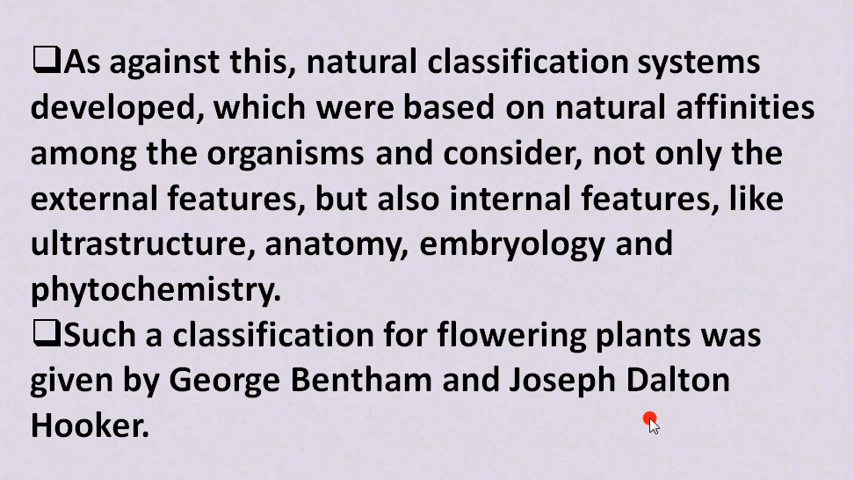 ❑As against this, natural classification systems
developed, which were based on natural affinities
among the organisms and consider, not only the
external features, but also internal features, like
ultrastructure, anatomy, embryology and
phytochemistry.
❑Such a classification for flowering plants was
given by George Bentham and Joseph Dalton
Hooker.